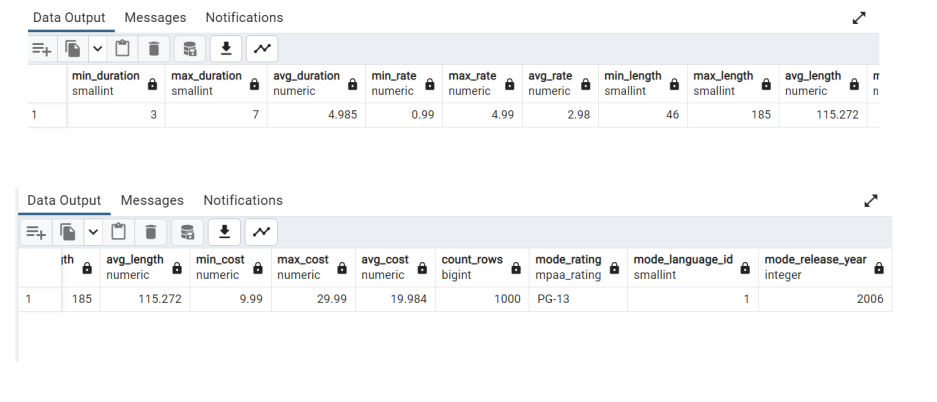 Data Output Messages Notifications
min_duration max_duration avg_duration min_rate max_rate avg_rate min_length max_length avg_length
smallint smallint numeric numeric numeric numeric smallint smallint numeric
1 3 7 4.985 0.99 4.99 2.98 46 185 115.272
Data Output Messages Notifications
gth avg_length min_cost max_cost avg_cost count_rows mode_rating mode_language_id mode_release_year
numeric numeric numeric numeric bigint mpaa_rating smallint integer
1 185 115.272 9.99 29.99 19.984 1000 PG-13 1 2006